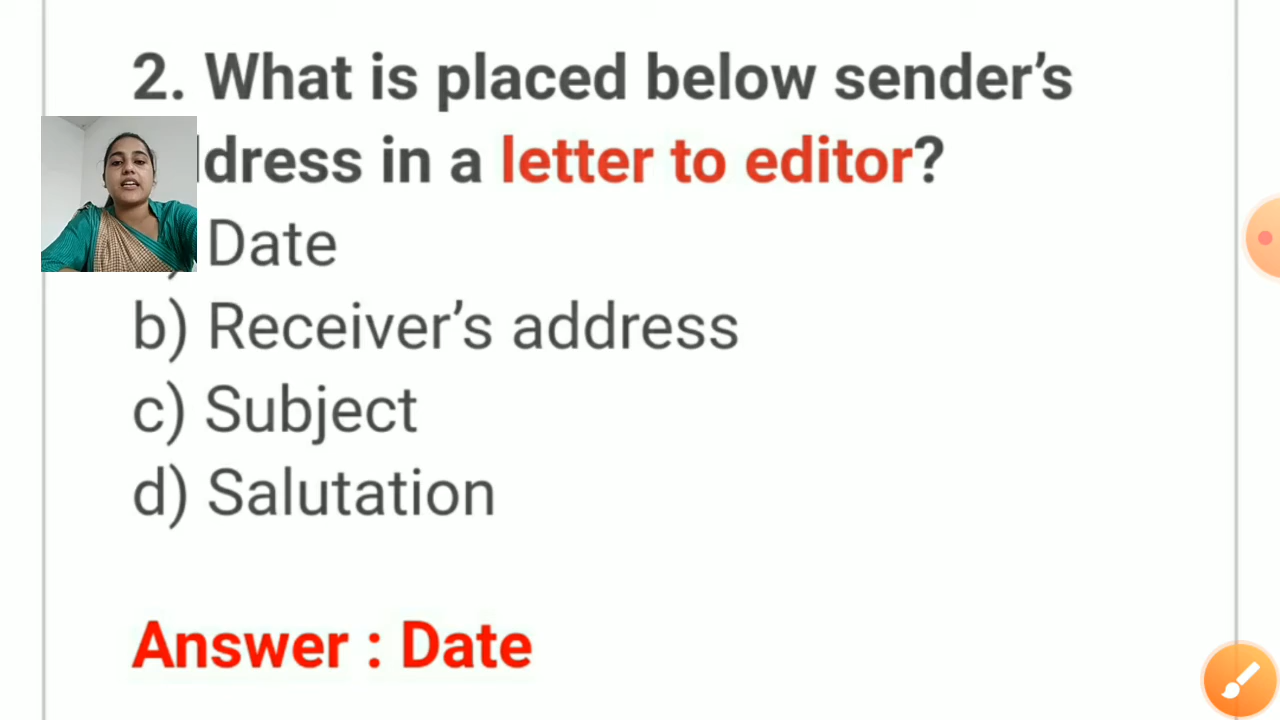 2. What is placed below sender's
dress in a letter to editor?
) Date
b) Receiver's address
c) Subject
d) Salutation
Answer : Date